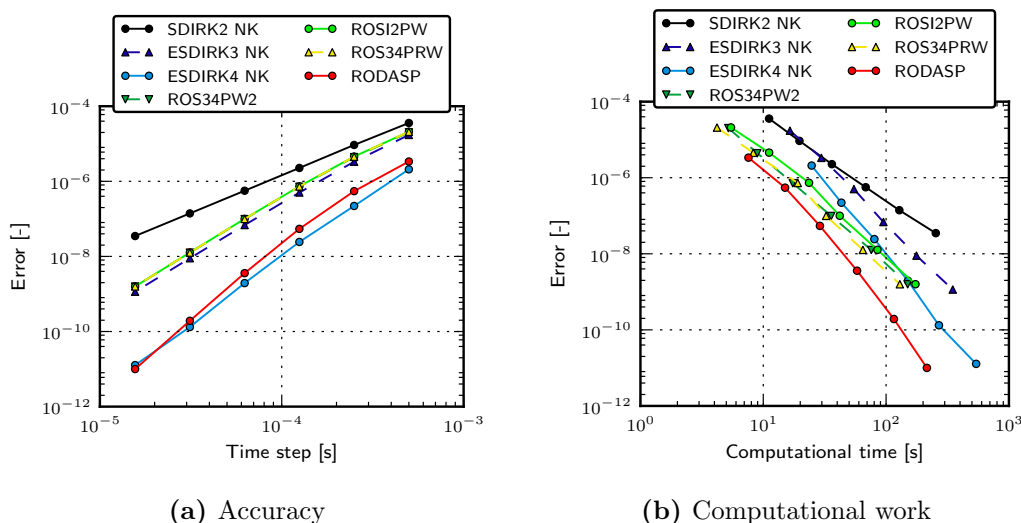 SDIRK2 NK
ESDIRK3 NK
ESDIRK4 NK
ROS34PW2
ROSI2PW
ROS34PRW
RODASP
10^-4
10^-6
10^-8
10^-10
10^-12
Error [-]
10^-5
10^-4
10^-3
Time step [s]
(a) Accuracy
SDIRK2 NK
ESDIRK3 NK
ESDIRK4 NK
ROS34PW2
ROSI2PW
ROS34PRW
RODASP
10^-4
10^-6
10^-8
10^-10
10^-12
Error [-]
10^0
10^1
10^2
10^3
Computational time [s]
(b) Computational work